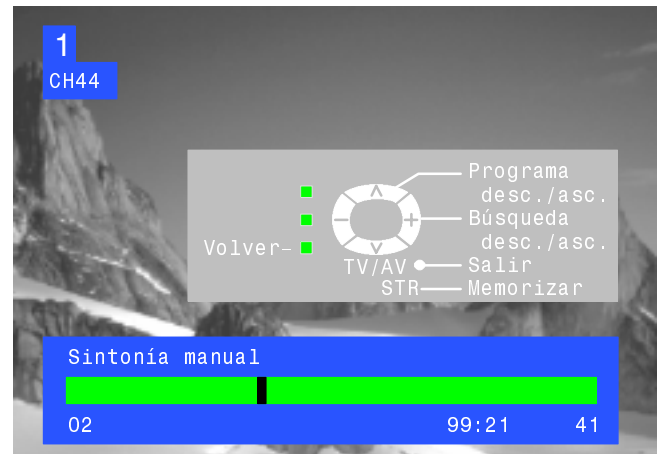 1
CH44
Programa
desc./asc.
Búsqueda
desc./asc.
Volver
TV/AV Salir
STR Memorizar
Sintonía manual
02 99:21 41